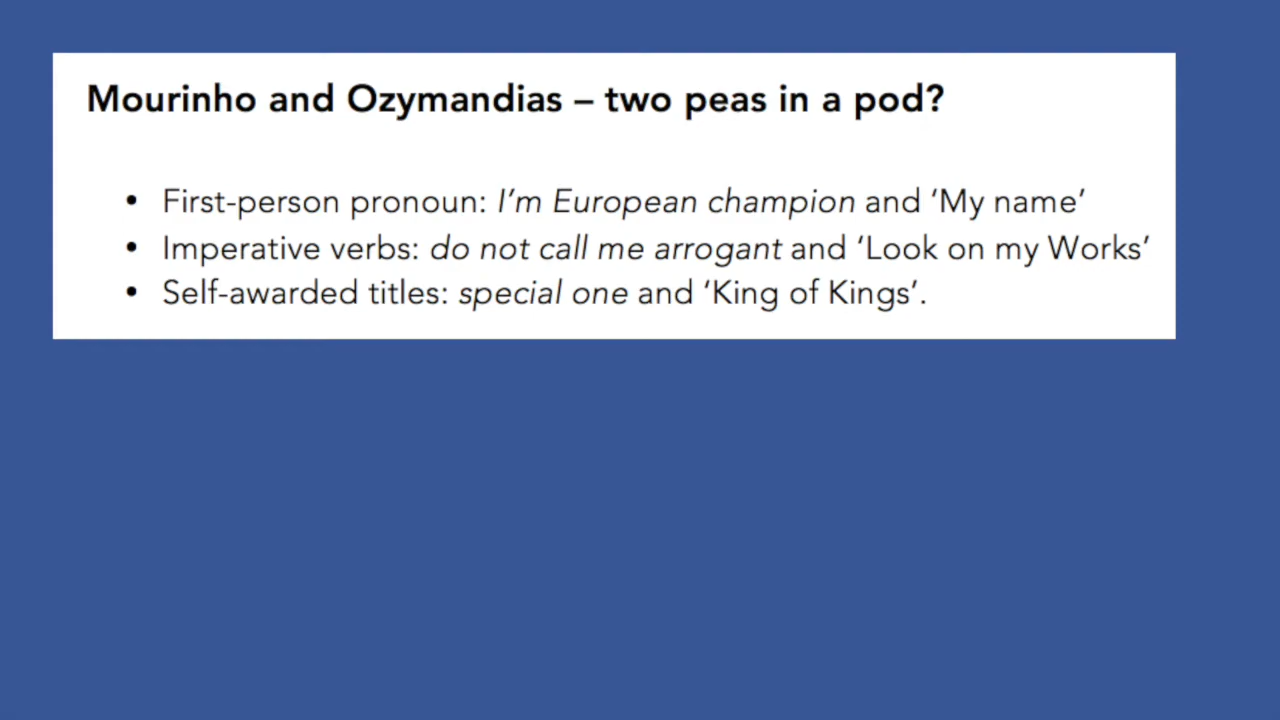 Mourinho and Ozymandias – two peas in a pod?
• First-person pronoun: I’m European champion and ‘My name’
• Imperative verbs: do not call me arrogant and ‘Look on my Works’
• Self-awarded titles: special one and ‘King of Kings’.